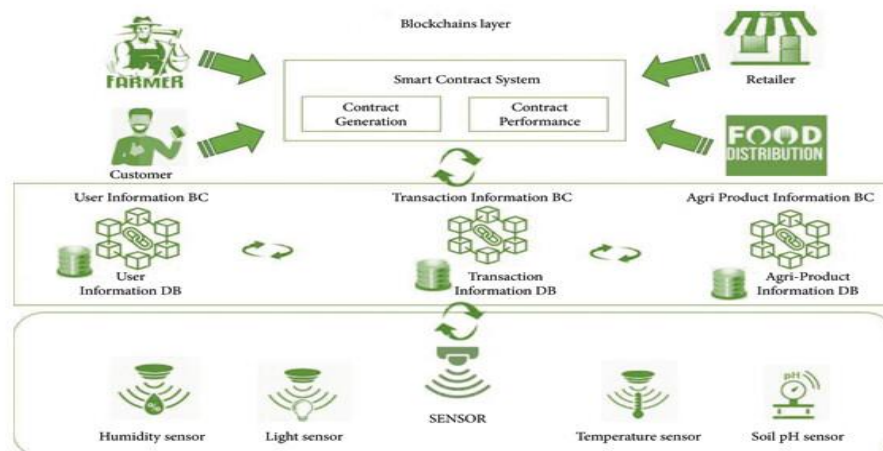 Blockchains layer
FARMER
SHOP
Smart Contract System
Retailer
Contract
Generation
Contract
Performance
FOOD
DISTRIBUTION
Customer
User Information BC
Transaction Information BC
Agri Product Information BC
User
Information DB
Transaction
Information DB
Agri-Product
Information DB
pH
SENSOR
Humidity sensor
Light sensor
Temperature sensor
Soil pH sensor